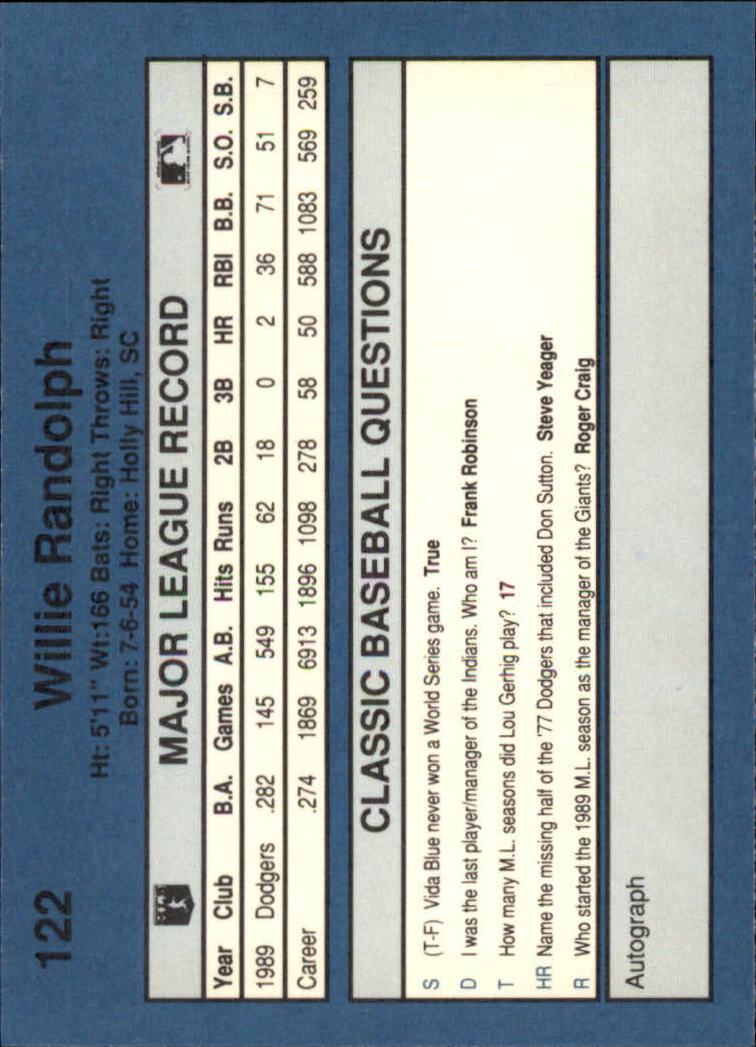 122 Willie Randolph
Ht: 5'11" Wt:166 Bats: Right Throws: Right
Born: 7-6-54 Home: Holly Hill, SC
MAJOR LEAGUE RECORD
Year Club B.A. Games A.B. Hits Runs 2B 3B HR RBI B.B. S.O. S.B.
1989 Dodgers .282 145 549 155 62 18 0 2 36 71 51 7
Career .274 1869 6913 1896 1098 278 58 50 588 1083 569 259
CLASSIC BASEBALL QUESTIONS
S (T-F) Vida Blue never won a World Series game. True
D I was the last player/manager of the Indians. Who am I? Frank Robinson
T How many M.L. seasons did Lou Gerhig play? 17
HR Name the missing half of the '77 Dodgers that included Don Sutton. Steve Yeager
R Who started the 1989 M.L. season as the manager of the Giants? Roger Craig
Autograph